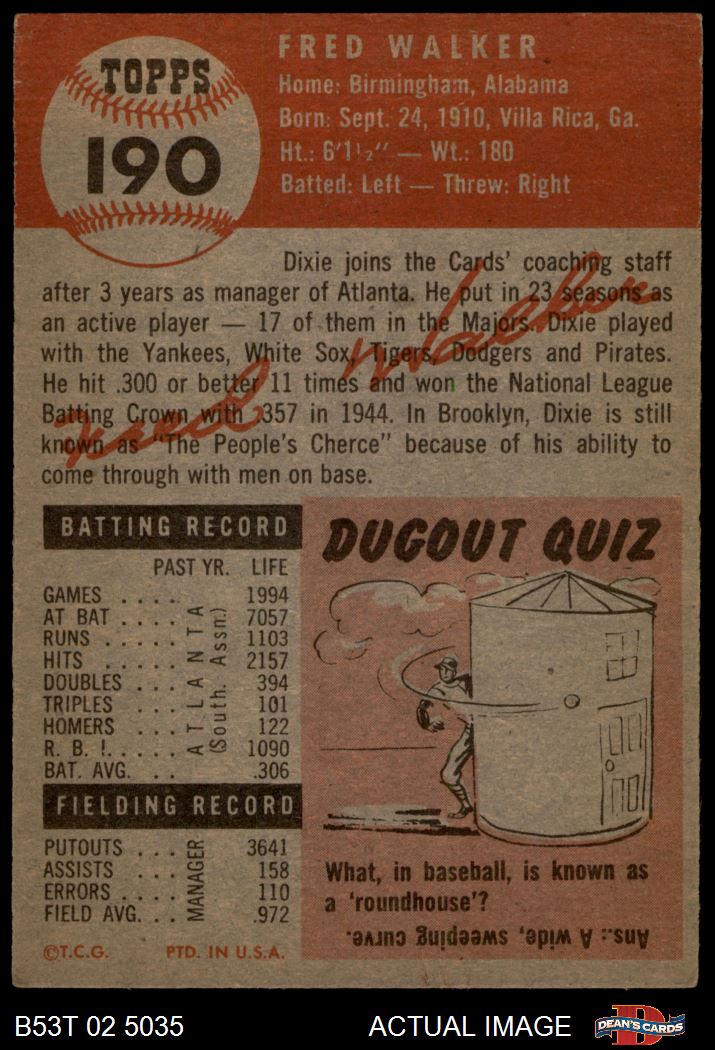 TOPPS
190
FRED WALKER
Home: Birmingham, Alabama
Born: Sept. 24, 1910, Villa Rica, Ga.
Ht.: 6'1½" — Wt.: 180
Batted: Left — Threw: Right
Dixie joins the Cards' coaching staff
after 3 years as manager of Atlanta. He put in 23 seasons as
an active player — 17 of them in the Majors. Dixie played
with the Yankees, White Sox, Tigers, Dodgers and Pirates.
He hit .300 or better 11 times and won the National League
Batting Crown with .357 in 1944. In Brooklyn, Dixie is still
known as "The People's Cherce" because of his ability to
come through with men on base.
Fred Walker
BATTING RECORD
PAST YR. LIFE
GAMES . . . . 1994
AT BAT . . . . 7057
RUNS . . . . . 1103
HITS . . . . . 2157
DOUBLES . . . 394
TRIPLES . . . 101
HOMERS . . . 122
R. B. I. . . . . 1090
BAT. AVG. . . .306
ATLANTA
(South. Assn.)
FIELDING RECORD
PUTOUTS . . . 3641
ASSISTS . . . 158
ERRORS . . . . 110
FIELD AVG. . . .972
MANAGER
©T.C.G. PTD. IN U.S.A.
DUGOUT QUIZ
What, in baseball, is known as
a 'roundhouse'?
Ans.: A wide, sweeping curve.
B53T 02 5035
ACTUAL IMAGE
D
DEAN'S CARDS